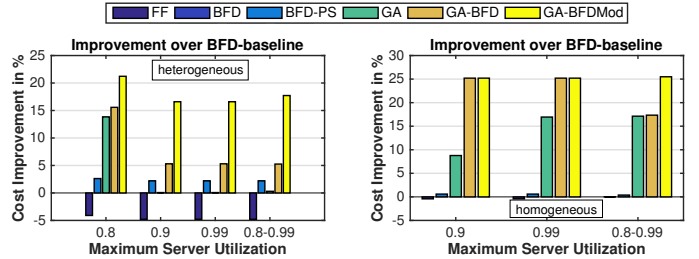 FF BFD BFD-PS GA GA-BFD GA-BFDMod
Improvement over BFD-baseline
Cost Improvement in %
25
20
15
10
5
0
-5
heterogeneous
0.8 0.9 0.99 0.8-0.99
Maximum Server Utilization
Improvement over BFD-baseline
Cost Improvement in %
30
25
20
15
10
5
0
-5
homogeneous
0.9 0.99 0.8-0.99
Maximum Server Utilization